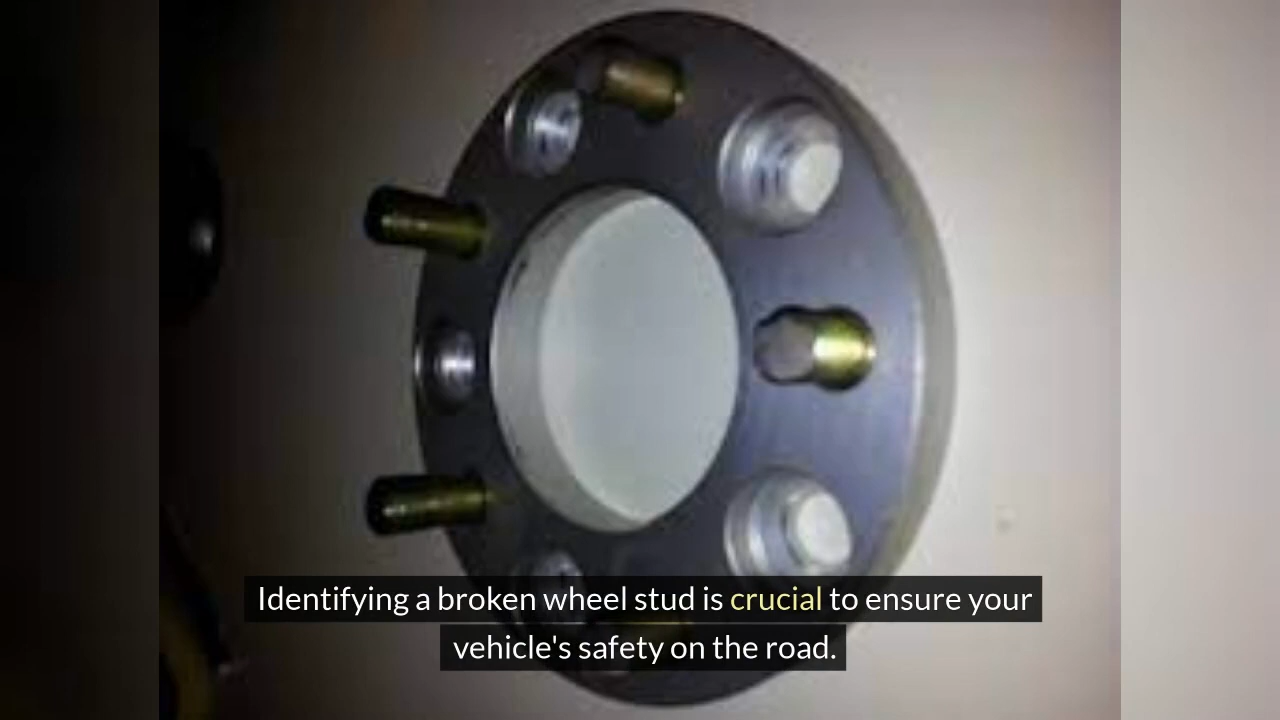 Identifying a broken wheel stud is crucial to ensure your
vehicle's safety on the road.